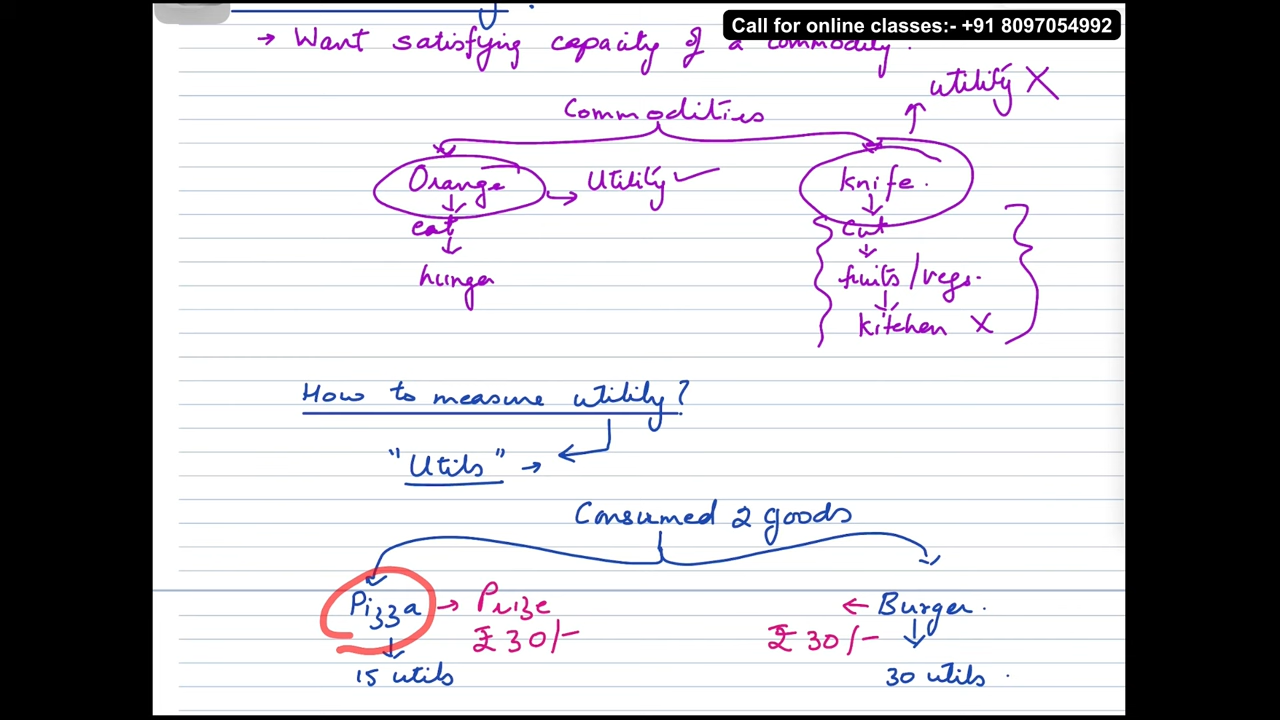 Call for online classes:- +91 8097054992
→ Want satisfying capacity of a commodity.
utility X
Commodities
Orange → Utility ✓ knife.
eat cut
hunger fruits/vegs.
kitchen X
How to measure utility?
"Utils" →
Consumed 2 goods
Pizza → Prize ← Burger.
₹ 30/- ₹ 30/-
15 utils 30 utils